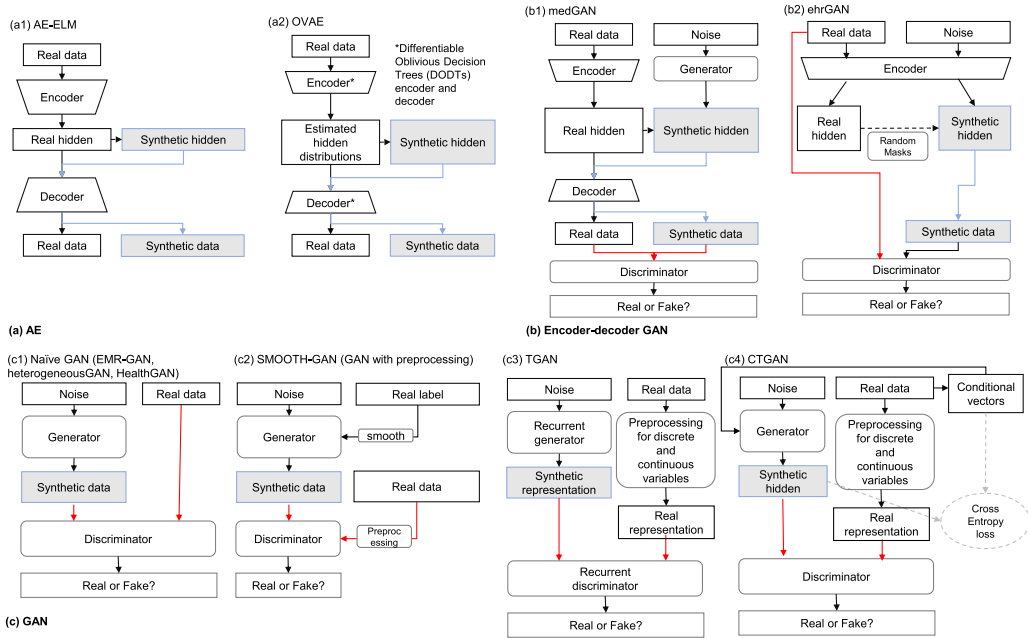 (a1) AE-ELM
Real data
Encoder
Real hidden
Synthetic hidden
Decoder
Real data
Synthetic data
(a2) OVAE
Real data
Encoder*
*Differentiable
Oblivious Decision
Trees (DODTs)
encoder and
decoder
Estimated
hidden
distributions
Synthetic hidden
Decoder*
Real data
Synthetic data
(a) AE
(b1) medGAN
Real data
Noise
Encoder
Generator
Real hidden
Synthetic hidden
Decoder
Real data
Synthetic data
Discriminator
Real or Fake?
(b2) ehrGAN
Real data
Noise
Encoder
Real
hidden
Random
Masks
Synthetic
hidden
Synthetic data
Discriminator
Real or Fake?
(b) Encoder-decoder GAN
(c1) Naïve GAN (EMR-GAN,
heterogeneousGAN, HealthGAN)
Noise
Real data
Generator
Synthetic data
Discriminator
Real or Fake?
(c2) SMOOTH-GAN (GAN with preprocessing)
Noise
Real label
Generator
smooth
Synthetic data
Real data
Discriminator
Preproc
essing
Real or Fake?
(c3) TGAN
Noise
Real data
Recurrent
generator
Preprocessing
for discrete
and
continuous
variables
Synthetic
representation
Real
representation
Recurrent
discriminator
Real or Fake?
(c4) CTGAN
Noise
Real data
Conditional
vectors
Generator
Preprocessing
for discrete
and
continuous
variables
Synthetic
hidden
Cross
Entropy
loss
Real
representation
Discriminator
Real or Fake?
(c) GAN